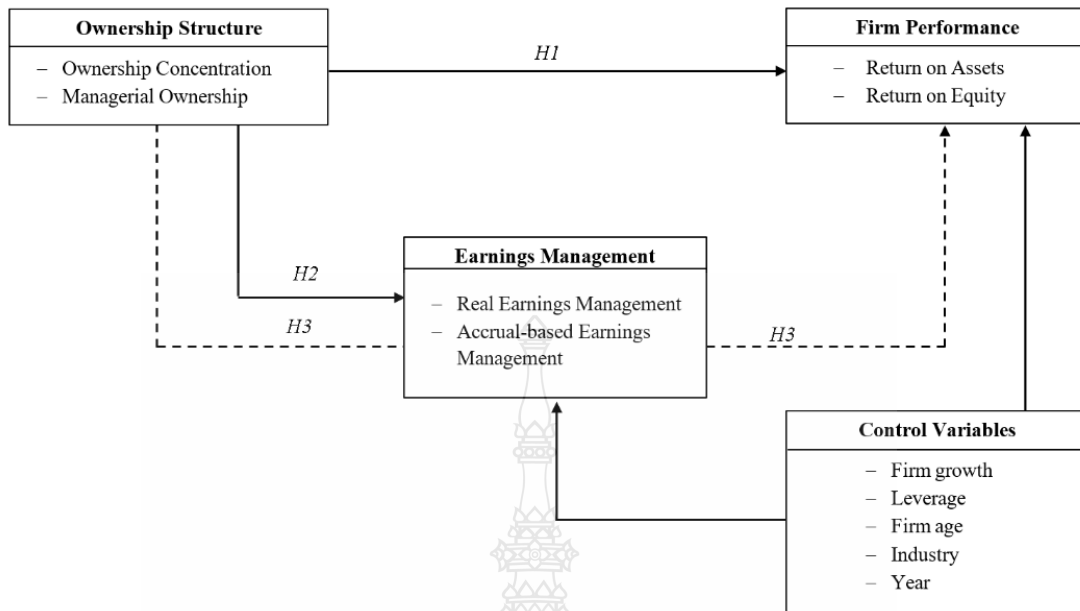 Ownership Structure
– Ownership Concentration
– Managerial Ownership
H1
Firm Performance
– Return on Assets
– Return on Equity
H2
H3
Earnings Management
– Real Earnings Management
– Accrual-based Earnings
Management
H3
Control Variables
– Firm growth
– Leverage
– Firm age
– Industry
– Year